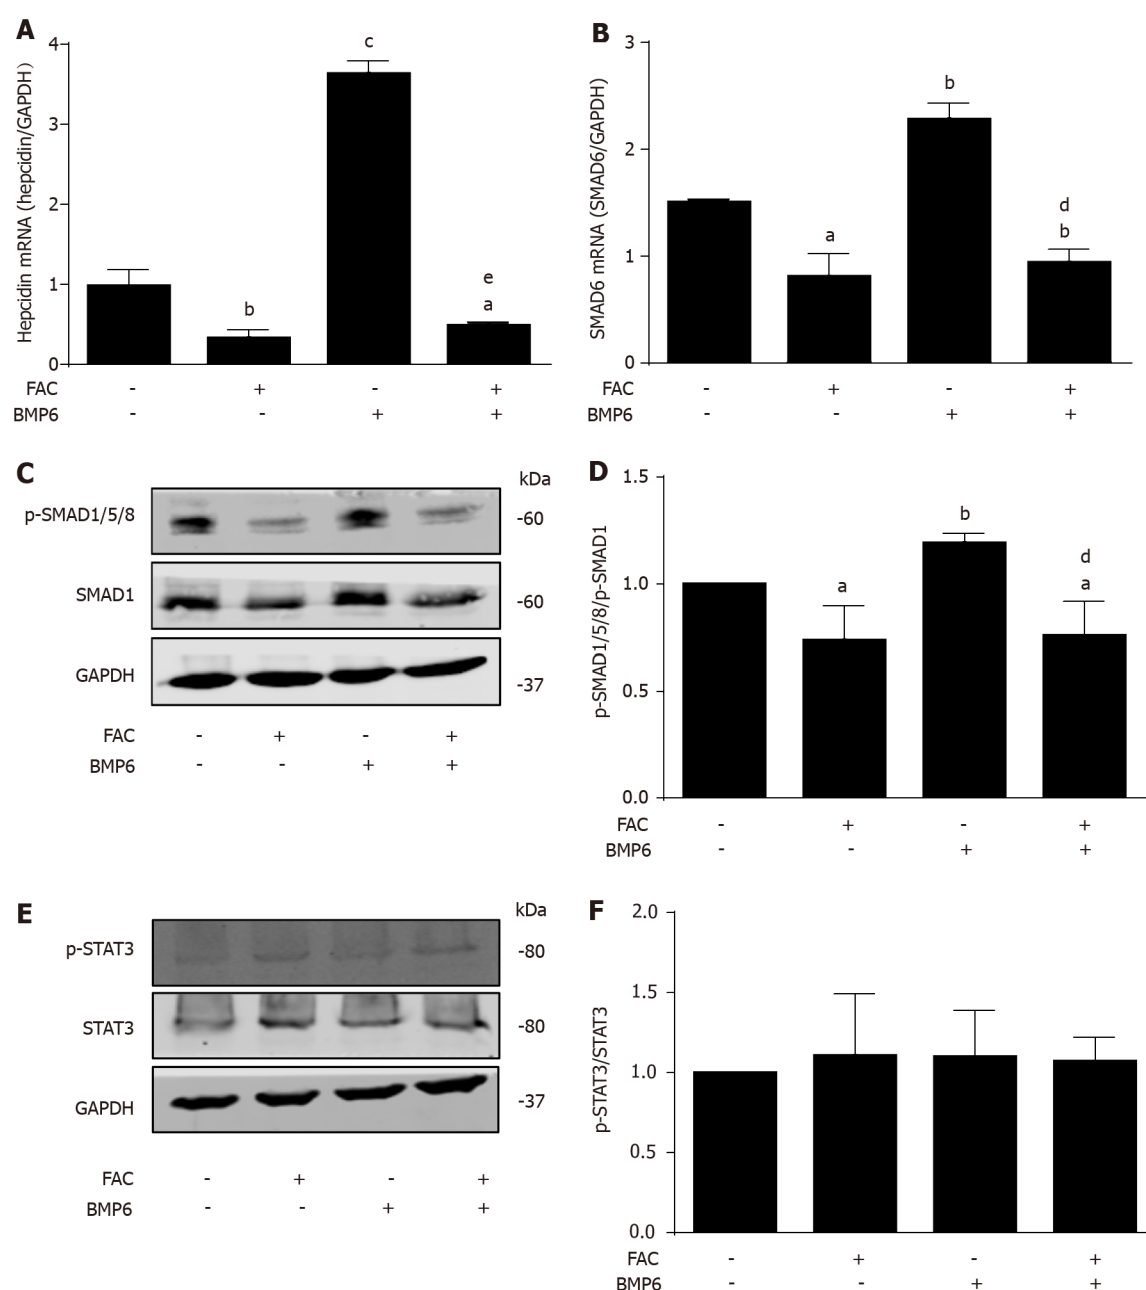 A
Hepcidin mRNA (hepcidin/GAPDH)
4
3
2
1
0
b
c
e
a
FAC - + - +
BMP6 - - + +
B
SMAD6 mRNA (SMAD6/GAPDH)
3
2
1
0
a
b
d
b
FAC - + - +
BMP6 - - + +
C
kDa
p-SMAD1/5/8 -60
SMAD1 -60
GAPDH -37
FAC - + - +
BMP6 - - + +
D
p-SMAD1/5/8/p-SMAD1
1.5
1.0
0.5
0.0
a
b
d
a
FAC - + - +
BMP6 - - + +
E
kDa
p-STAT3 -80
STAT3 -80
GAPDH -37
FAC - + - +
BMP6 - - + +
F
p-STAT3/STAT3
2.0
1.5
1.0
0.5
0.0
FAC - + - +
BMP6 - - + +